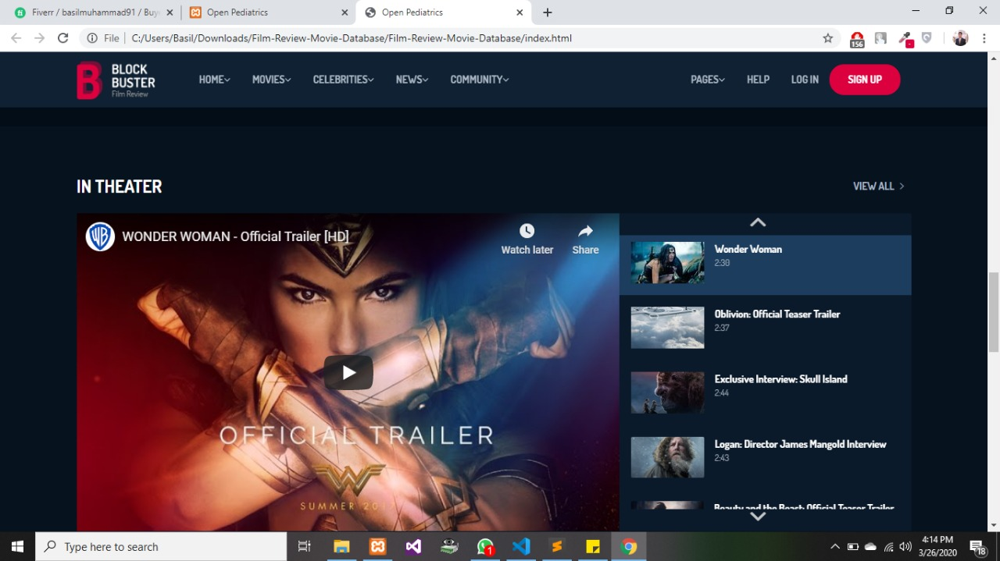 Fiverr / basilmuhammad91 / Buy
Open Pediatrics
Open Pediatrics
File C:/Users/Basil/Downloads/Film-Review-Movie-Database/Film-Review-Movie-Database/index.html
156
BLOCK
BUSTER
Film Review
HOME MOVIES CELEBRITIES NEWS COMMUNITY PAGES HELP LOG IN SIGN UP
IN THEATER
VIEW ALL
WONDER WOMAN - Official Trailer [HD]
Watch later
Share
OFFICIAL TRAILER
SUMMER 2017
Wonder Woman
2:30
Oblivion: Official Teaser Trailer
2:37
Exclusive Interview: Skull Island
2:44
Logan: Director James Mangold Interview
2:43
Beauty and the Beast: Official Teaser Trailer
Type here to search
1
4:14 PM
3/26/2020
18